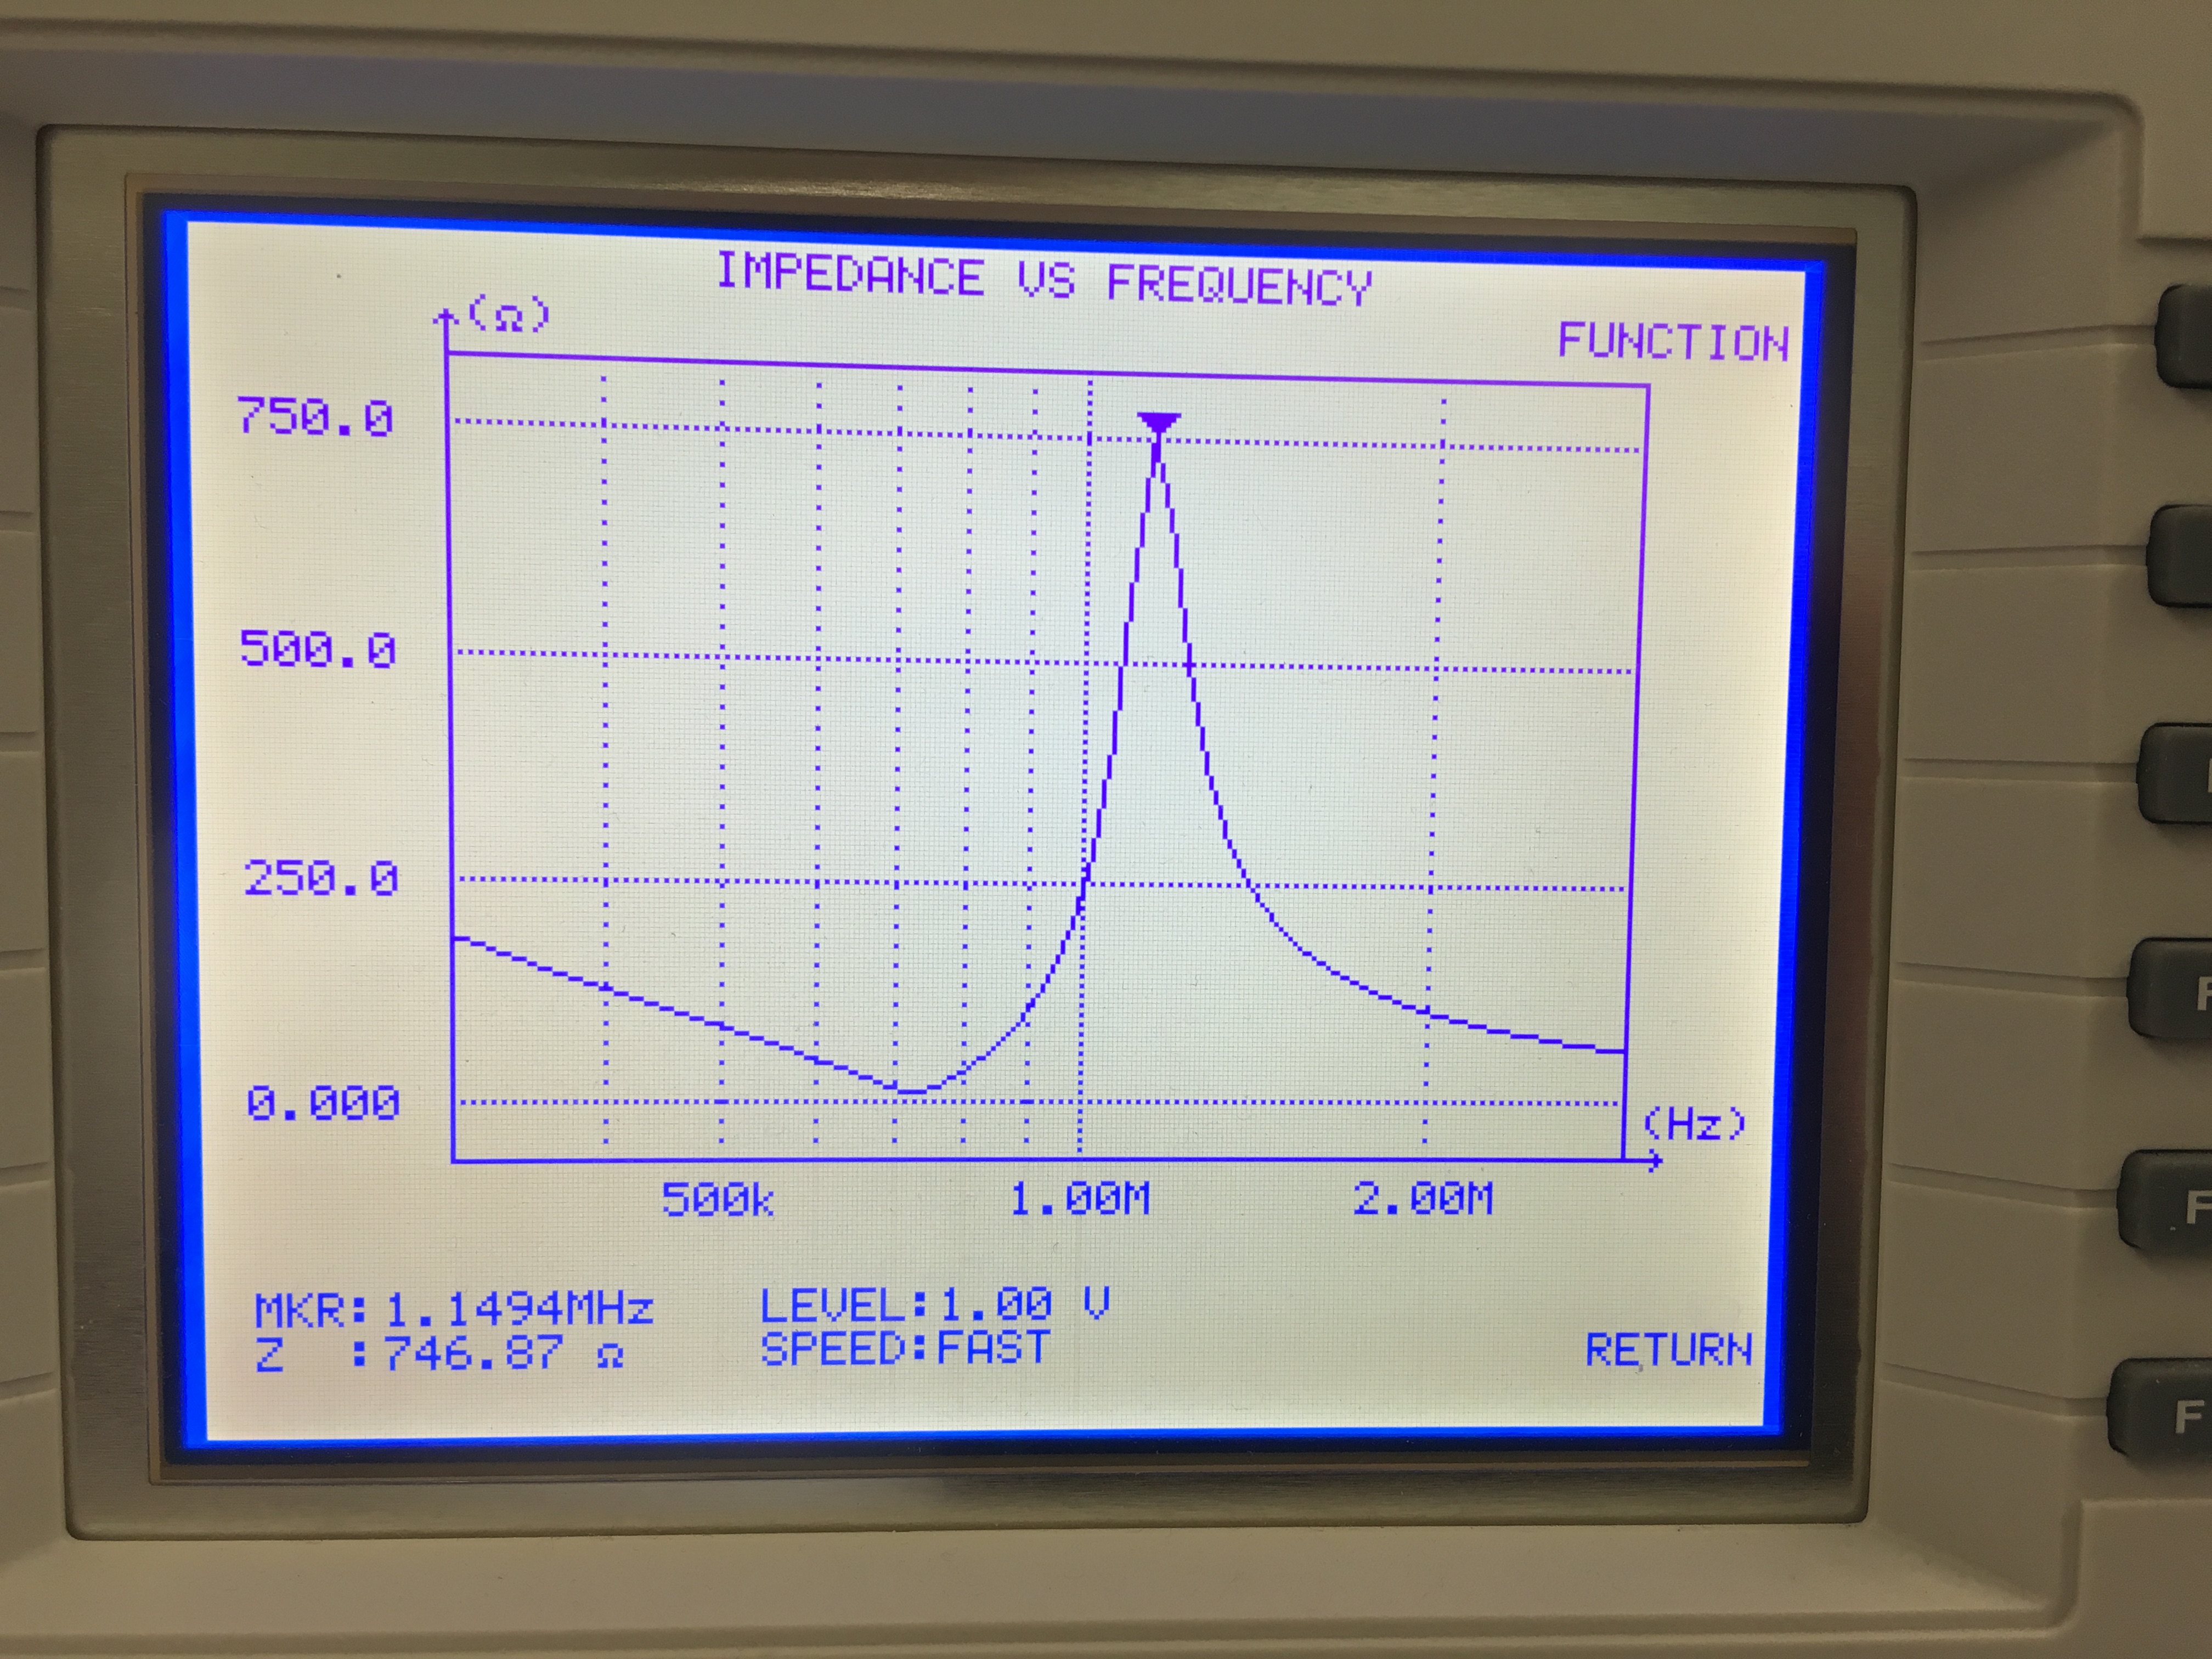 IMPEDANCE VS FREQUENCY
(Ω)
FUNCTION
750.0
500.0
250.0
0.000
(Hz)
500k 1.00M 2.00M
MKR:1.1494MHz LEVEL:1.00 V
Z :746.87 Ω SPEED:FAST
RETURN
F
F
F